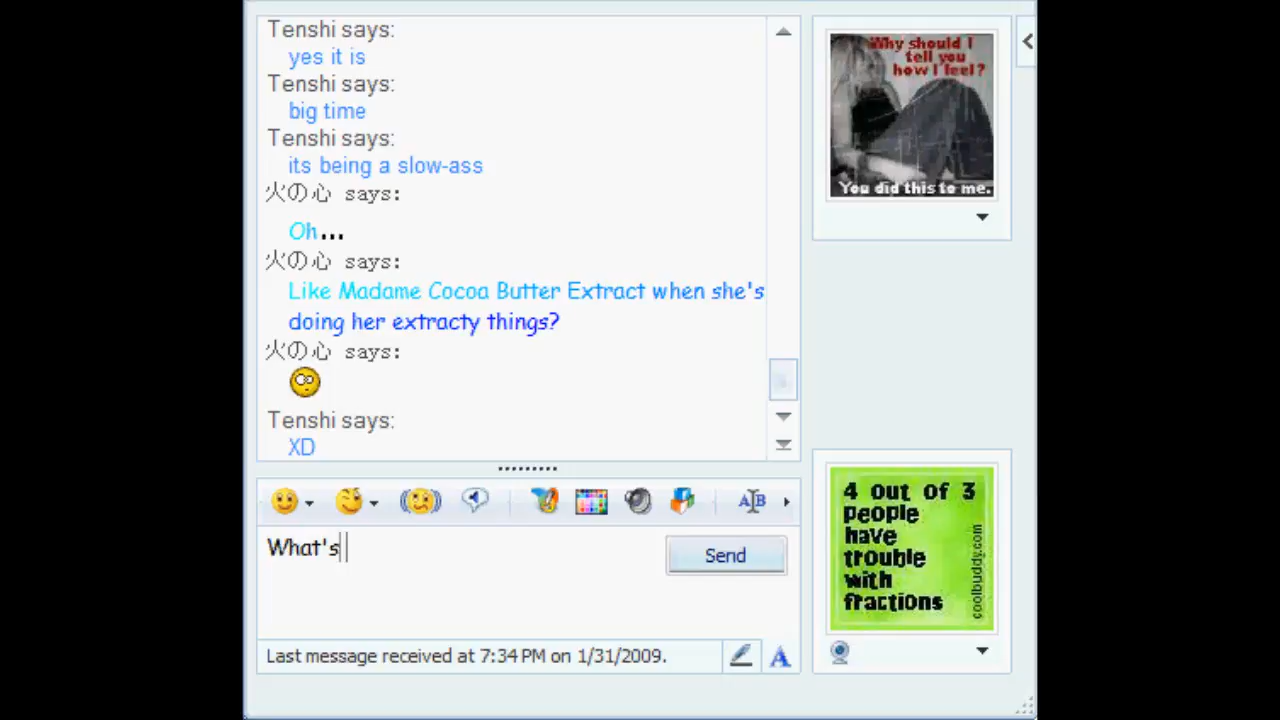 Tenshi says:
yes it is
Tenshi says:
big time
Tenshi says:
its being a slow-ass
火の心 says:
Oh...
火の心 says:
Like Madame Cocoa Butter Extract when she's
doing her extracty things?
火の心 says:
Tenshi says:
XD
What's
Send
Last message received at 7:34 PM on 1/31/2009.
Why should I
tell you
how I feel?
You did this to me.
4 out of 3
people
have
trouble
with
fractions
coolbuddy.com